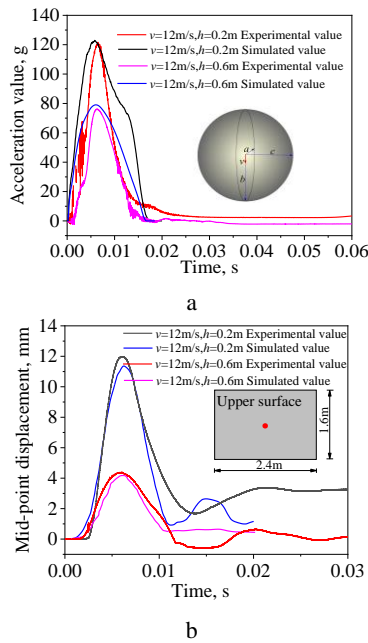 v=12m/s,h=0.2m Experimental value
v=12m/s,h=0.2m Simulated value
v=12m/s,h=0.6m Experimental value
v=12m/s,h=0.6m Simulated value
Acceleration value, g
140
120
100
80
60
40
20
0
-20
a
c
v
b
0.00 0.01 0.02 0.03 0.04 0.05 0.06
Time, s
a
v=12m/s,h=0.2m Experimental value
v=12m/s,h=0.2m Simulated value
v=12m/s,h=0.6m Experimental value
v=12m/s,h=0.6m Simulated value
Mid-point displacement, mm
14
12
10
8
6
4
2
0
Upper surface
1.6m
2.4m
0.00 0.01 0.02 0.03
Time, s
b